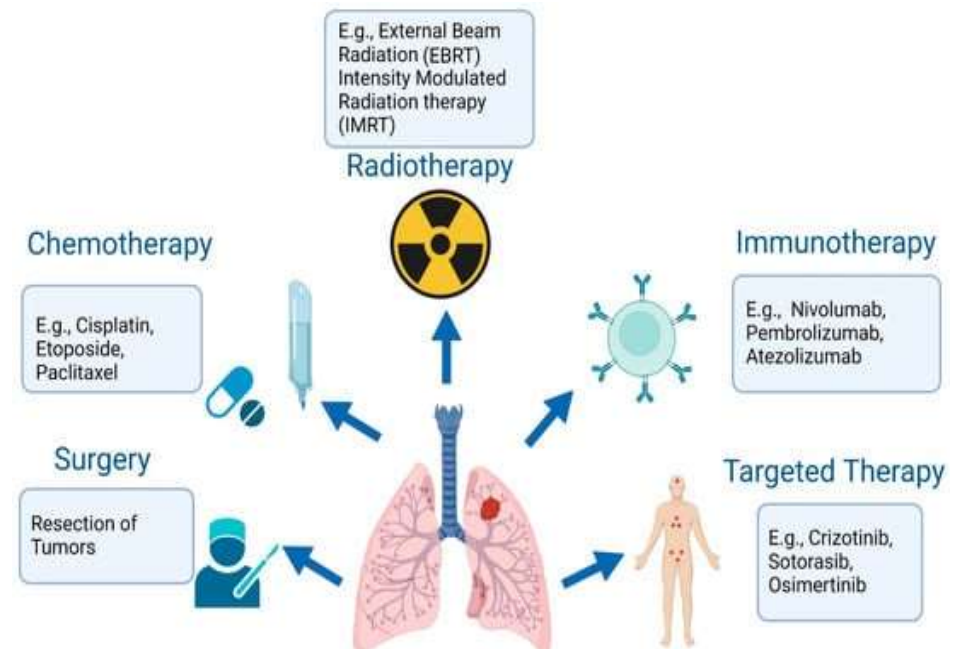 E.g., External Beam
Radiation (EBRT)
Intensity Modulated
Radiation therapy
(IMRT)
Radiotherapy
Chemotherapy
E.g., Cisplatin,
Etoposide,
Paclitaxel
Immunotherapy
E.g., Nivolumab,
Pembrolizumab,
Atezolizumab
Surgery
Resection of
Tumors
Targeted Therapy
E.g., Crizotinib,
Sotorasib,
Osimertinib